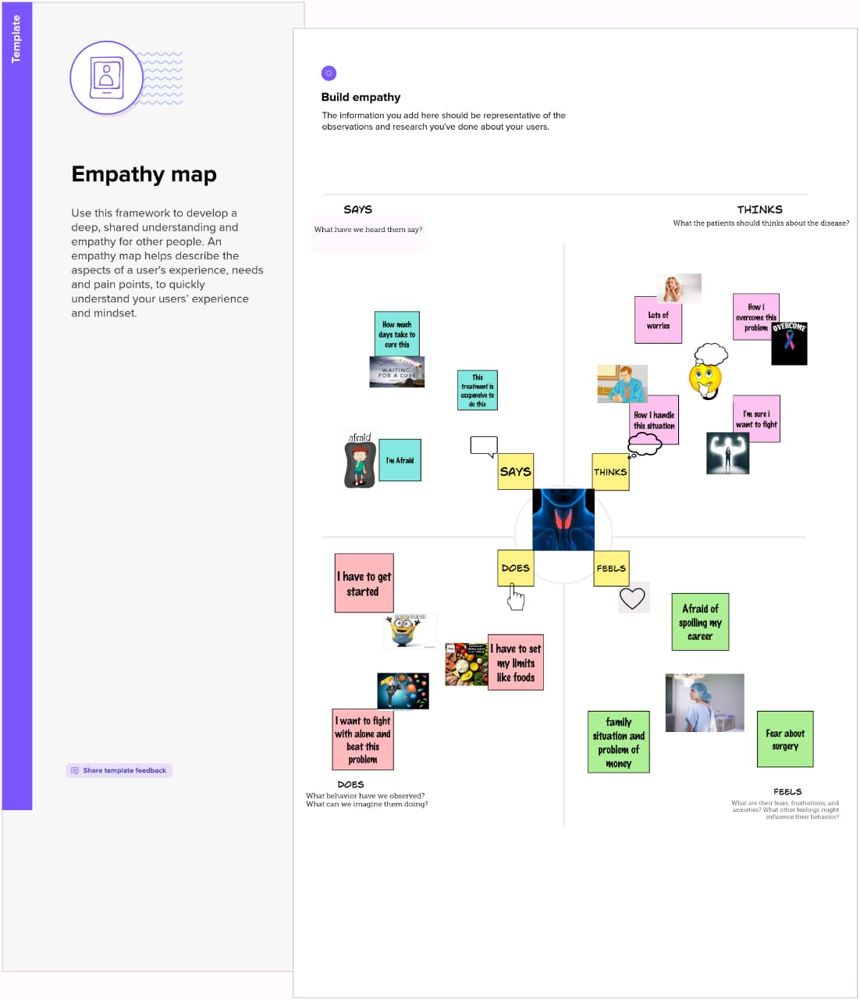 Template
Empathy map
Use this framework to develop a
deep, shared understanding and
empathy for other people. An
empathy map helps describe the
aspects of a user's experience, needs
and pain points, to quickly
understand your users’ experience
and mindset.
Share template feedback
Build empathy
The information you add here should be representative of the
observations and research you've done about your users.
SAYS
What have we heard them say?
THINKS
What the patients should thinks about the disease?
How much
days take to
cure this
WAITING
FOR A CURE
This
treatment is
exxpensive to
do this
afraid
I'm Afraid
Lots of
worries
How I
overcome this
problem
OVERCOME
How I handle
this situation
I'm sure i
want to fight
SAYS
THINKS
DOES
FEELS
I have to get
started
I have to set
my limits
like foods
I want to fight
with alone and
beat this
problem
DOES
What behavior have we observed?
What can we imagine them doing?
Afraid of
spoiling my
career
family
situation and
problem of
money
Fear about
surgery
FEELS
What are their fears, frustrations, and
anxieties? What other feelings might
influence their behavior?